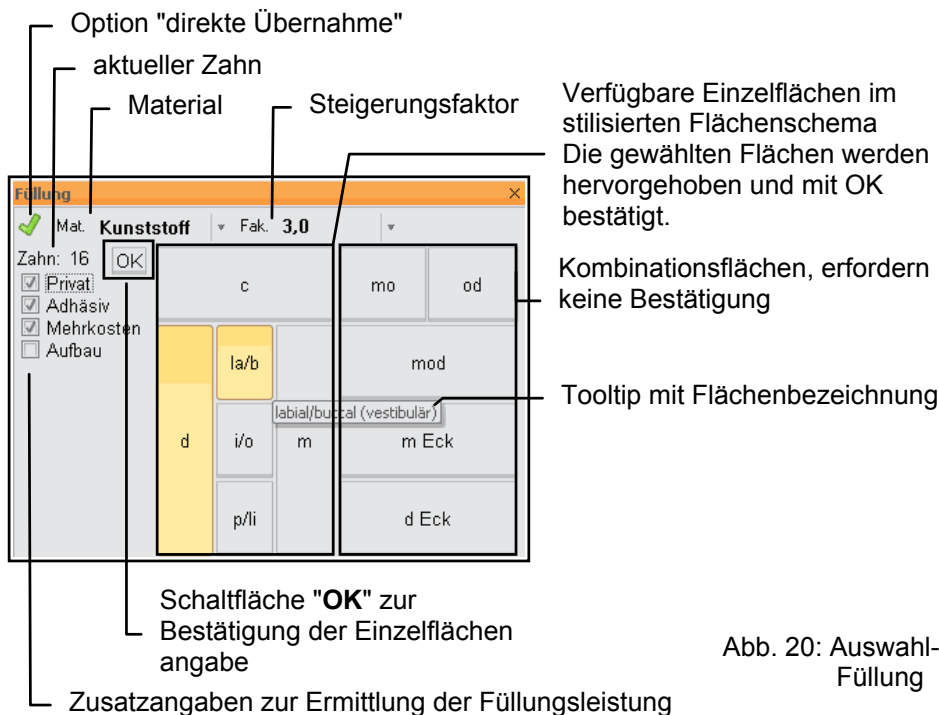 Option "direkte Übernahme"
aktueller Zahn
Material
Steigerungsfaktor
Verfügbare Einzelflächen im
stilisierten Flächenschema
Die gewählten Flächen werden
hervorgehoben und mit OK
bestätigt.
Füllung
Mat. Kunststoff Fak. 3,0
Zahn: 16 OK
Privat
Adhäsiv
Mehrkosten
Aufbau
c mo od
la/b mod
labial/buccal (vestibulär)
d i/o m m Eck
p/li d Eck
Kombinationsflächen, erfordern
keine Bestätigung
Tooltip mit Flächenbezeichnung
Schaltfläche "OK" zur
Bestätigung der Einzelflächen
angabe
Zusatzangaben zur Ermittlung der Füllungsleistung
Abb. 20: Auswahl-
Füllung